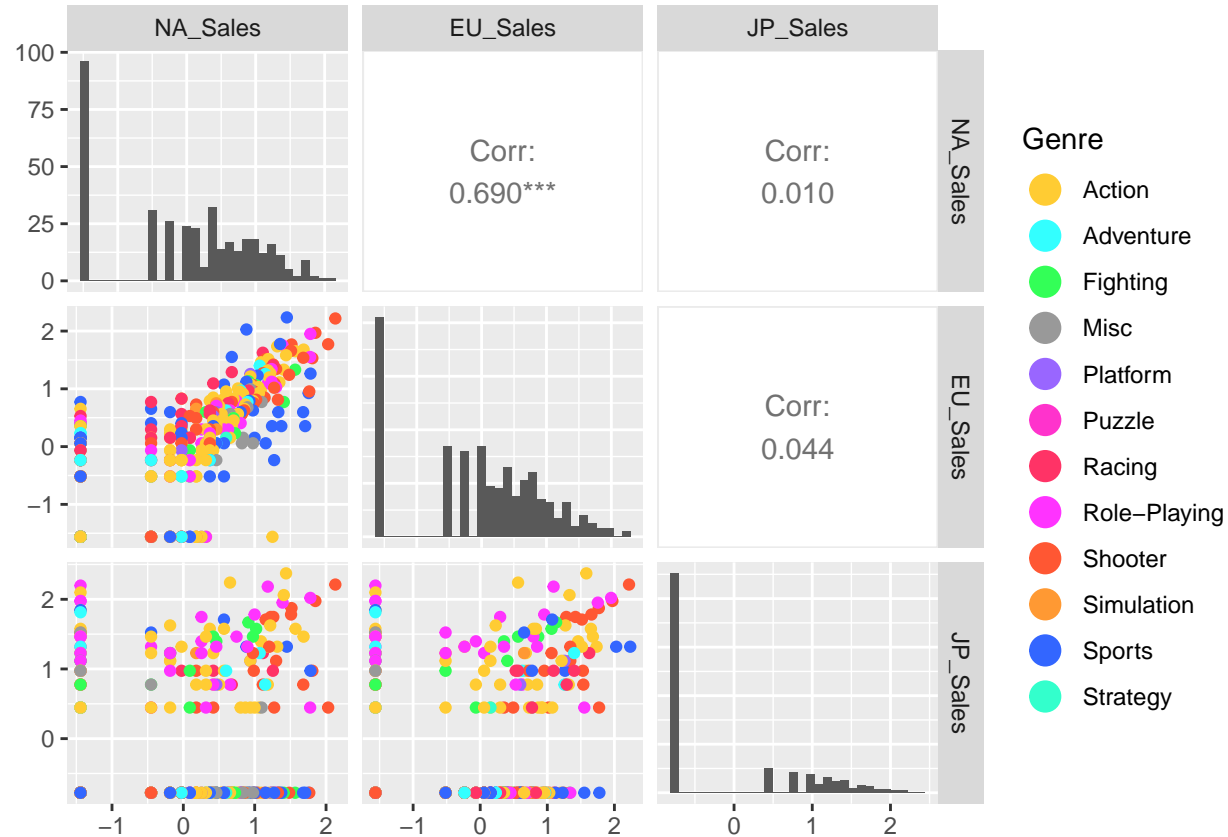 NA_Sales EU_Sales JP_Sales
100
75
50
25
0
NA_Sales
Corr:
0.690***
Corr:
0.010
2
1
0
−1
EU_Sales
Corr:
0.044
2
1
0
JP_Sales
−1 0 1 2
−1 0 1 2
0 1 2
Genre
Action
Adventure
Fighting
Misc
Platform
Puzzle
Racing
Role−Playing
Shooter
Simulation
Sports
Strategy